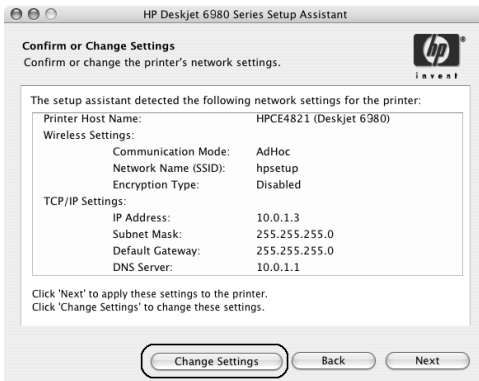 HP Deskjet 6980 Series Setup Assistant
Confirm or Change Settings
Confirm or change the printer's network settings.
hp
invent
The setup assistant detected the following network settings for the printer:
Printer Host Name: HPCE4821 (Deskjet 6980)
Wireless Settings:
Communication Mode: AdHoc
Network Name (SSID): hpsetup
Encryption Type: Disabled
TCP/IP Settings:
IP Address: 10.0.1.3
Subnet Mask: 255.255.255.0
Default Gateway: 255.255.255.0
DNS Server: 10.0.1.1
Click 'Next' to apply these settings to the printer.
Click 'Change Settings' to change these settings.
Change Settings Back Next